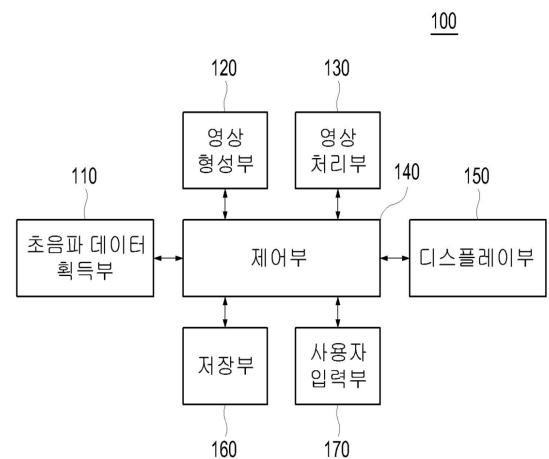 100
120
130
영상
형성부
영상
처리부
110
140
150
초음파 데이터
획득부
제어부
디스플레이부
저장부
사용자
입력부
160
170